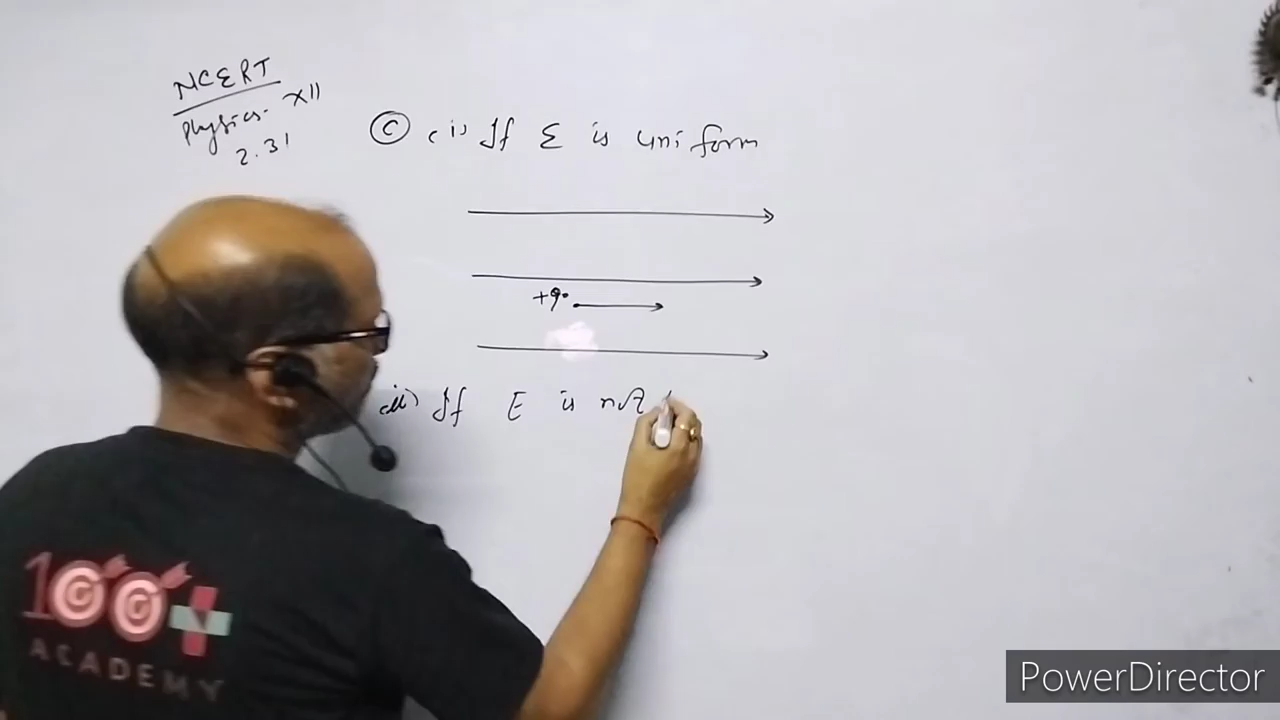 NCERT
Physics XII
2.31
(c) (i) If E is uniform
+q
(ii) If E is not
100+
ACADEMY
PowerDirector